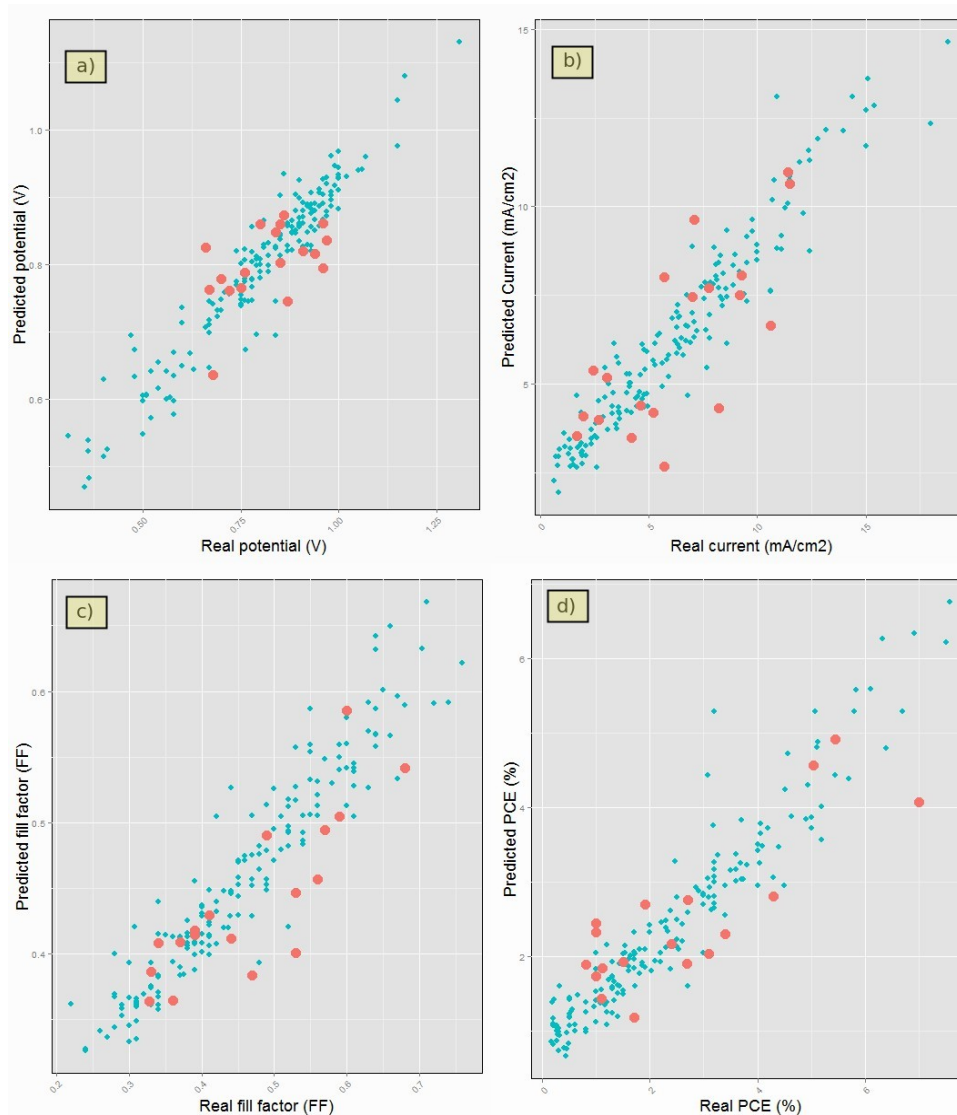 a)
Predicted potential (V)
1.0
0.8
0.6
0.50
0.75
1.00
1.25
Real potential (V)
b)
Predicted Current (mA/cm2)
15
10
5
0
5
10
15
Real current (mA/cm2)
c)
Predicted fill factor (FF)
0.6
0.5
0.4
0.2
0.3
0.4
0.5
0.6
0.7
Real fill factor (FF)
d)
Predicted PCE (%)
6
4
2
0
2
4
6
Real PCE (%)